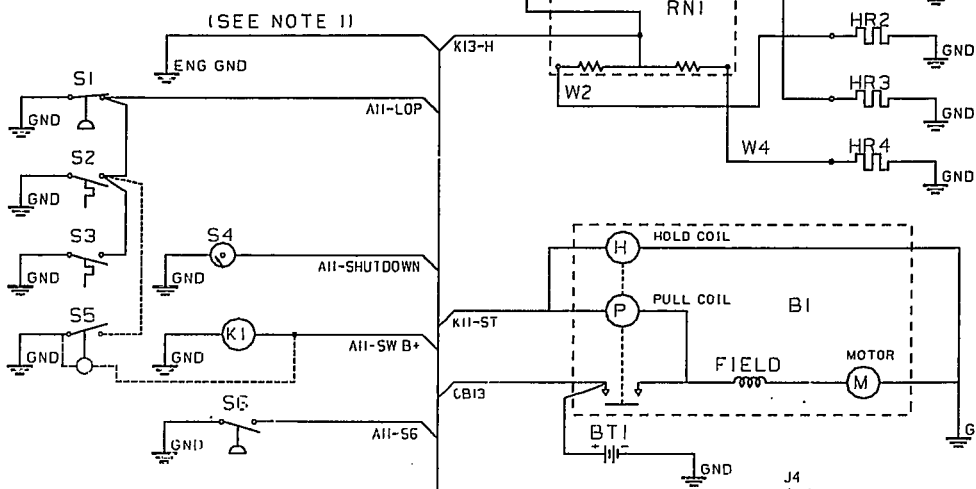 (SEE NOTE 1)
RN1
HR2
K13-H
GND
ENG GND
S1
W2
HR3
A11-LOP
GND
GND
S2
W4
HR4
GND
GND
S3
S4
HOLD COIL
H
A11-SHUTDOWN
GND
GND
PULL COIL
P
B1
S5
K11-ST
K1
A11-SW B+
GND
GND
FIELD
MOTOR
M
CB13
S6
A11-S6
GND
BT1
+ -
GND
G
J4